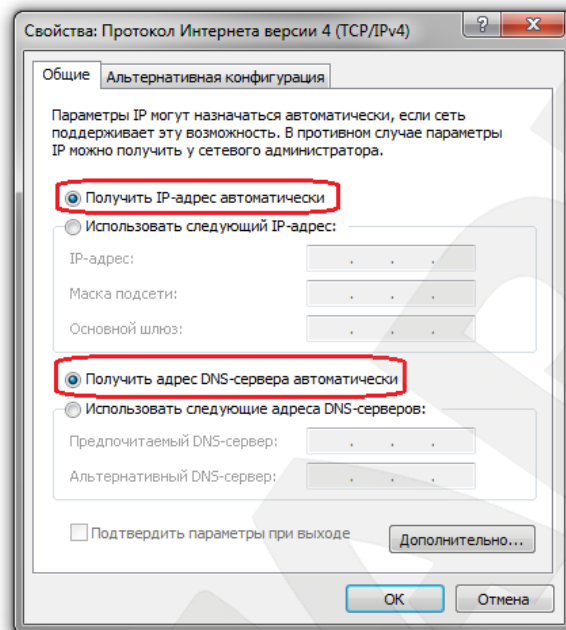 Свойства: Протокол Интернета версии 4 (TCP/IPv4)
Общие
Альтернативная конфигурация
Параметры IP могут назначаться автоматически, если сеть
поддерживает эту возможность. В противном случае параметры
IP можно получить у сетевого администратора.
Получить IP-адрес автоматически
Использовать следующий IP-адрес:
IP-адрес:
Маска подсети:
Основной шлюз:
Получить адрес DNS-сервера автоматически
Использовать следующие адреса DNS-серверов:
Предпочитаемый DNS-сервер:
Альтернативный DNS-сервер:
Подтвердить параметры при выходе
Дополнительно...
ОК
Отмена